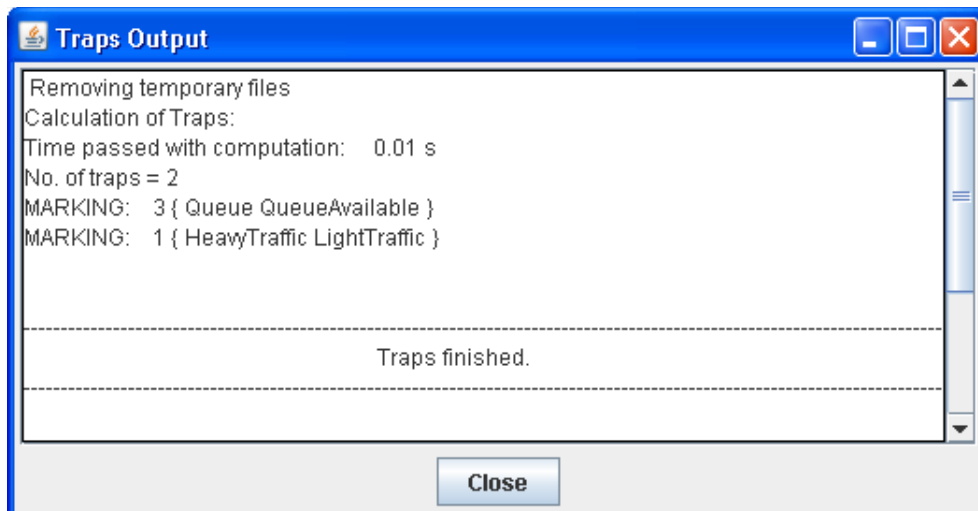 Traps Output
Removing temporary files
Calculation of Traps:
Time passed with computation: 0.01 s
No. of traps = 2
MARKING: 3 { Queue QueueAvailable }
MARKING: 1 { HeavyTraffic LightTraffic }
Traps finished.
Close